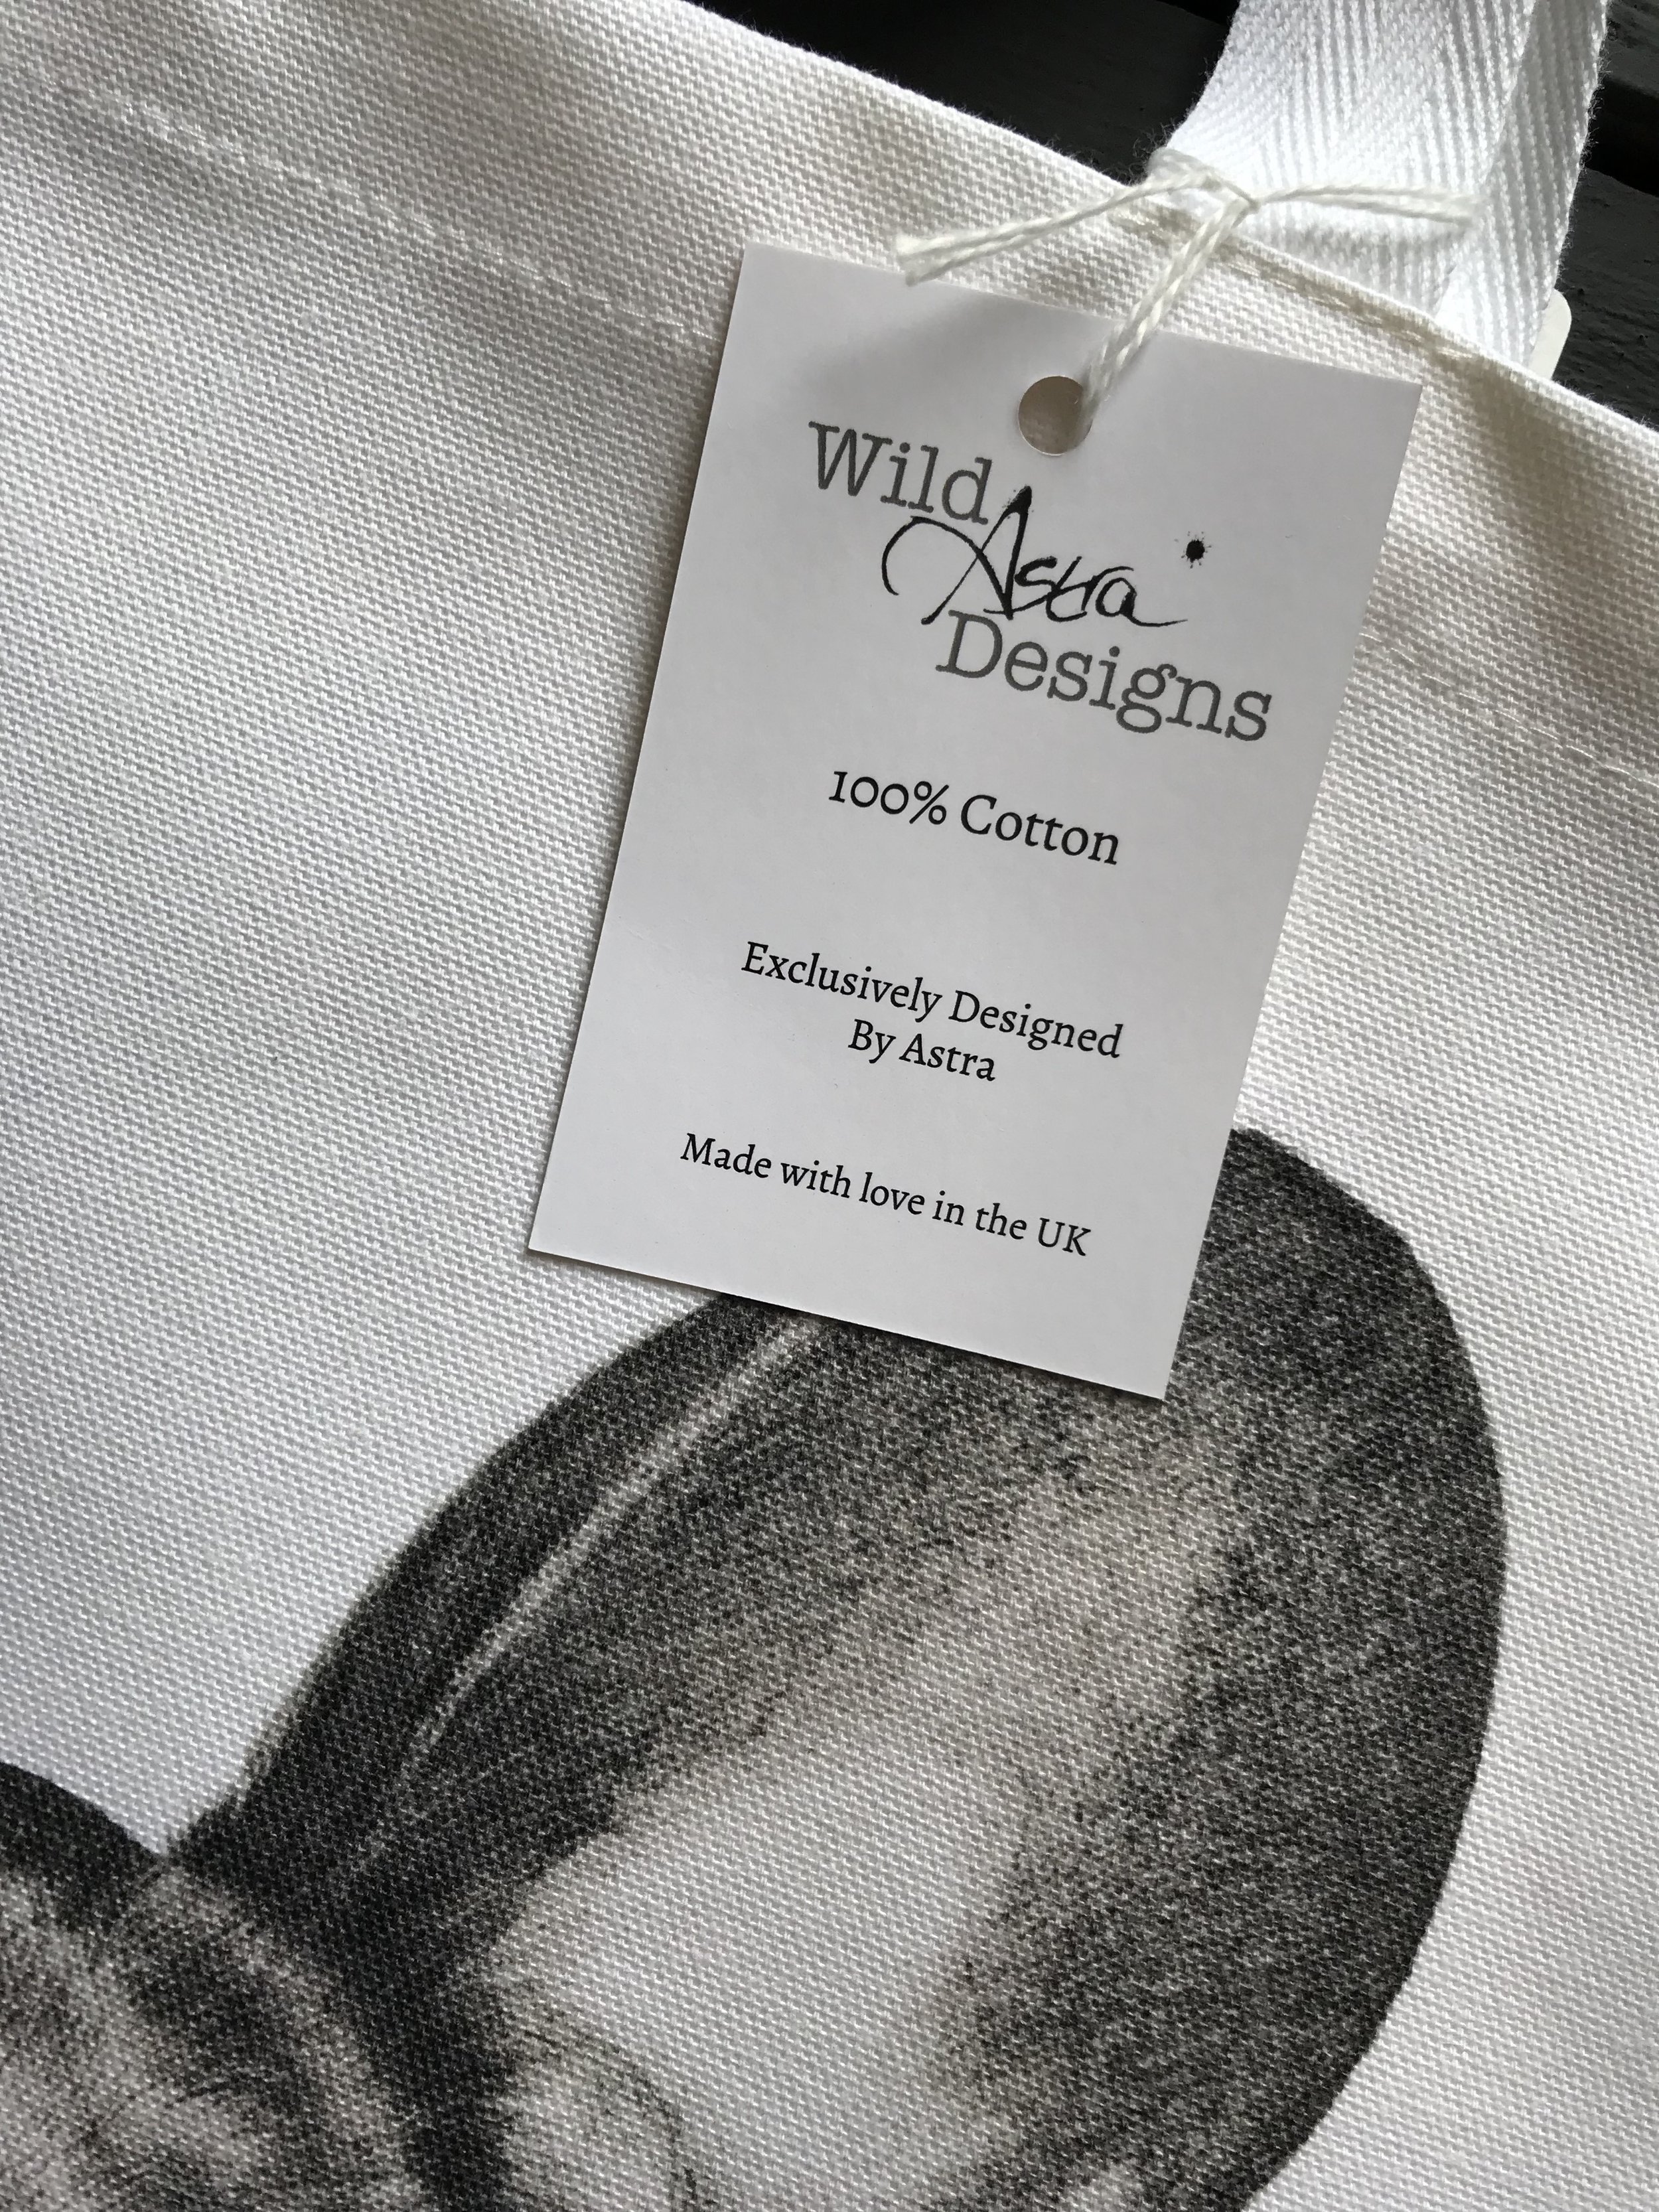 Wild
Astra
Designs
100% Cotton
Exclusively Designed
By Astra
Made with love in the UK